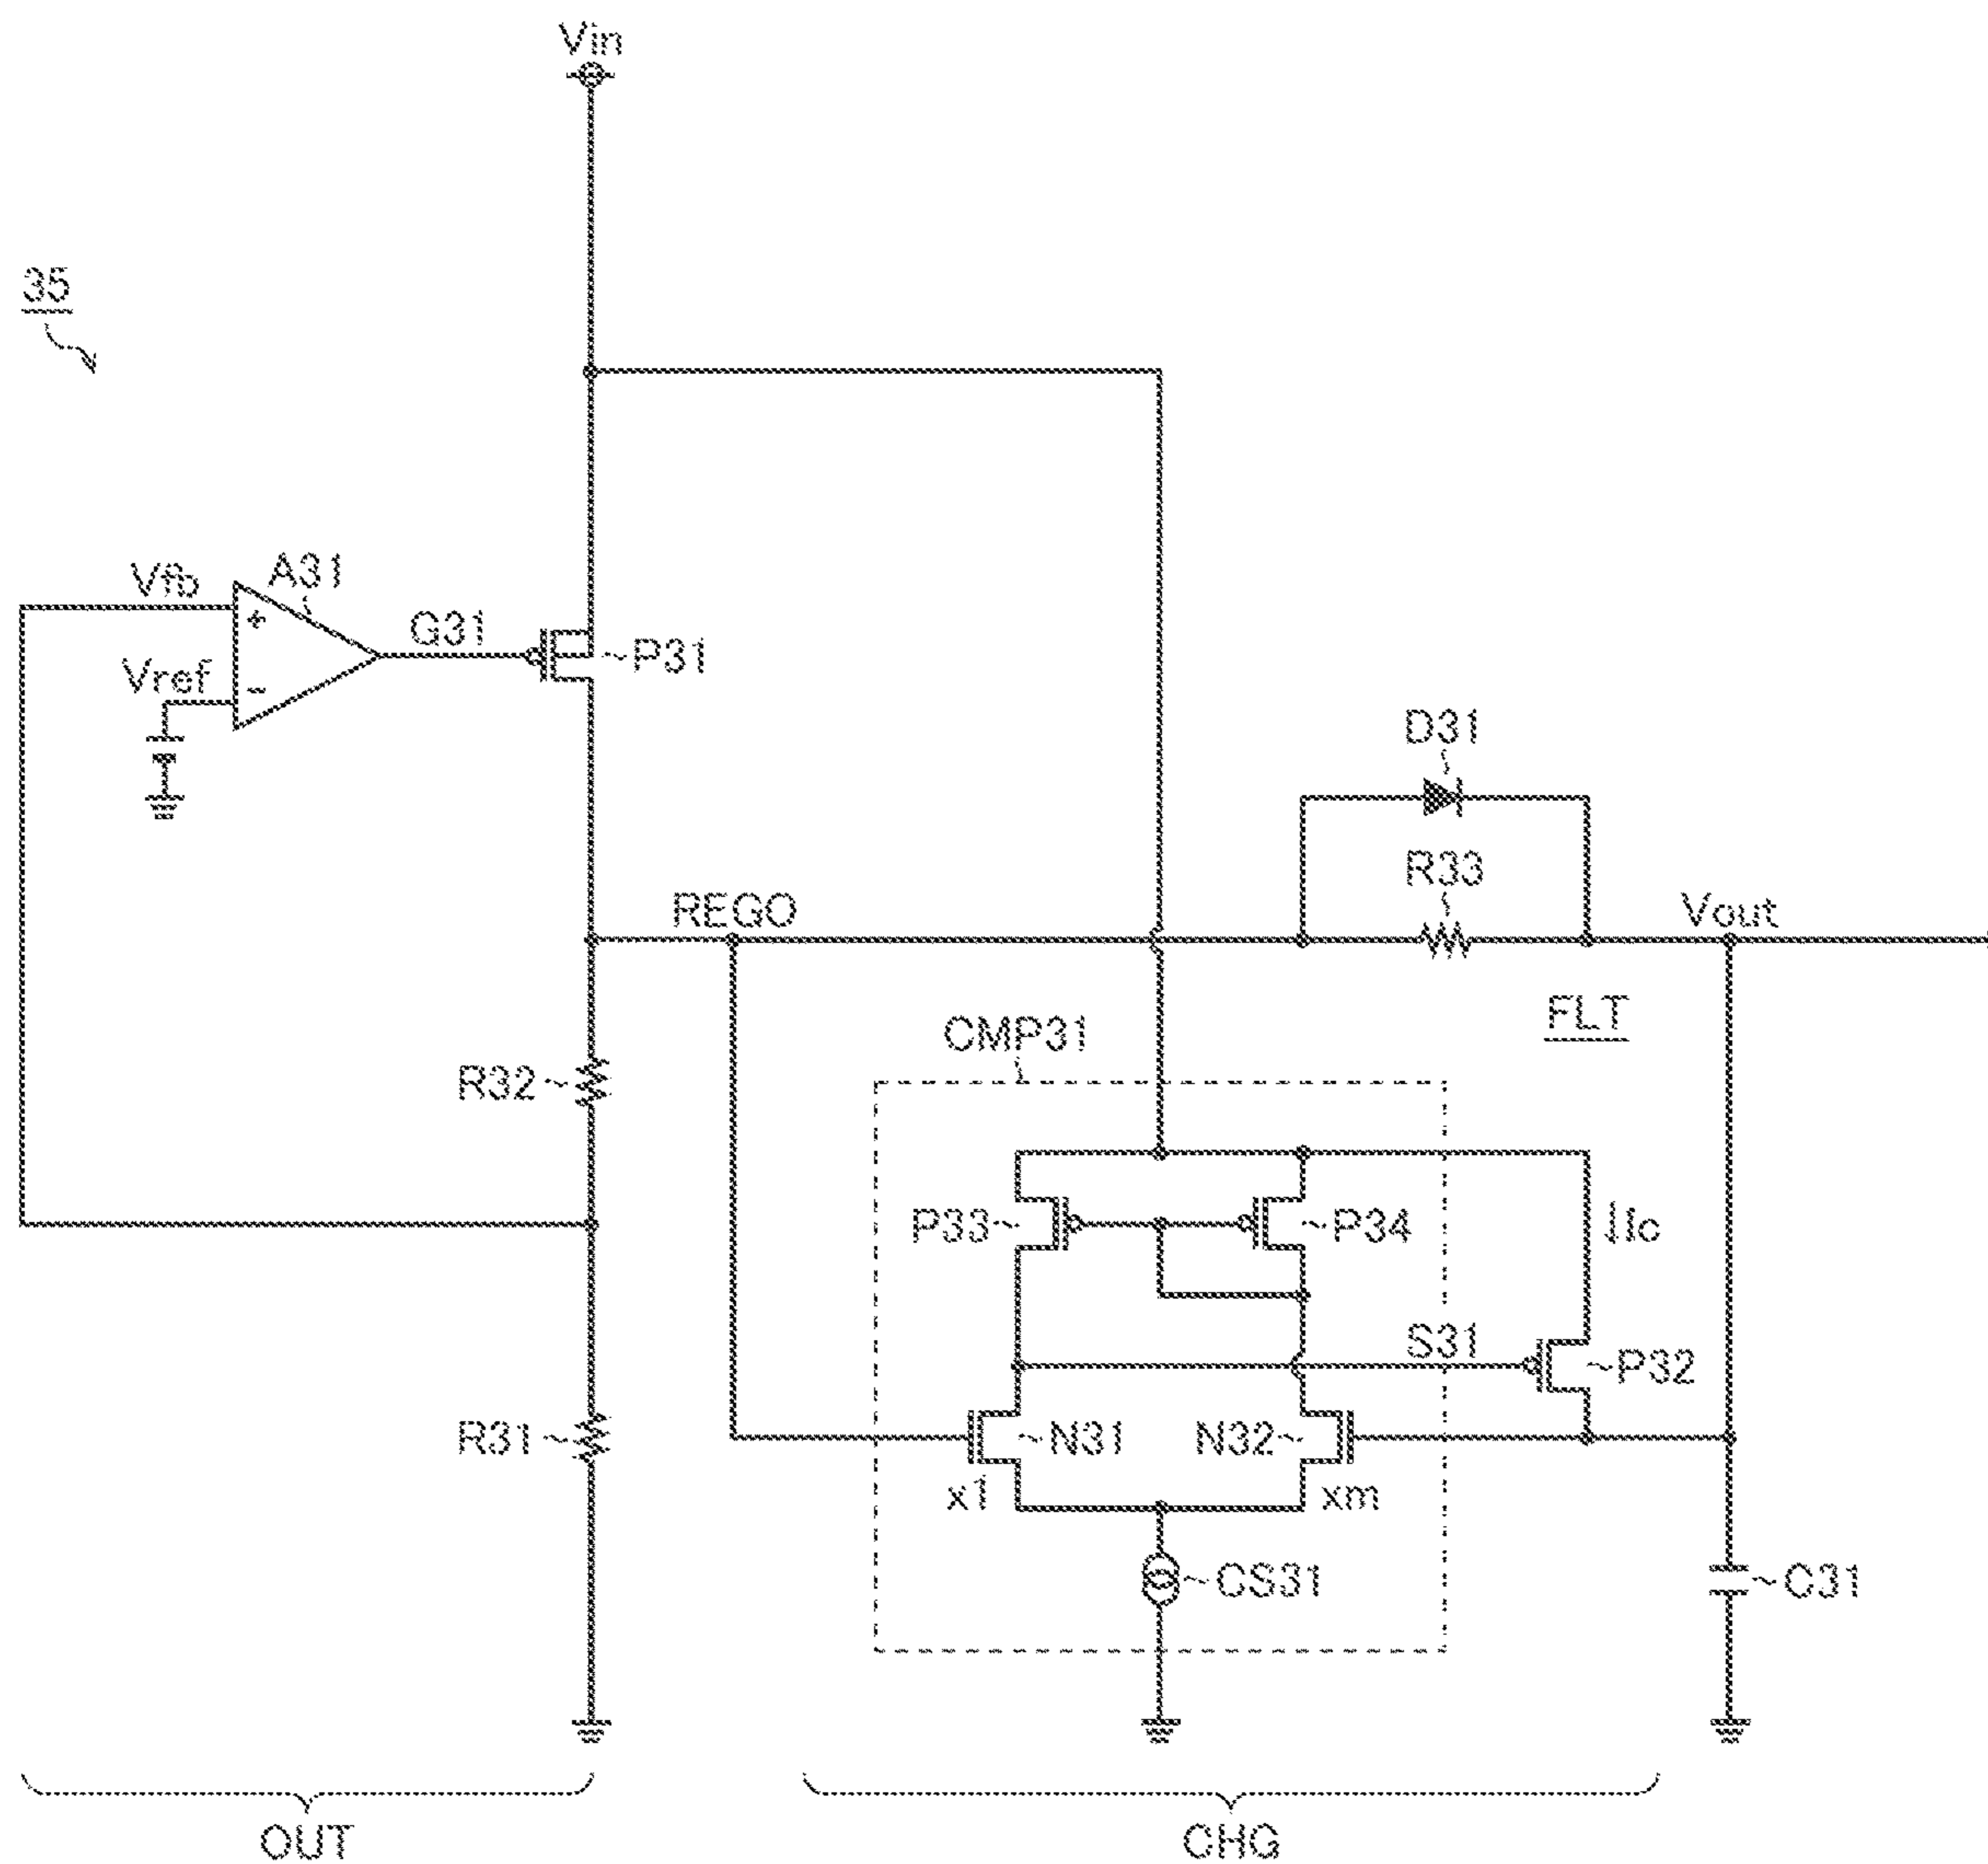 Vin
35
Vfb
A31
G31
P31
Vref
+
−
D31
R33
REGO
Vout
FLT
CMP31
R32
P33
P34
↓Ic
S31
P32
R31
N31
N32
x1
xm
CS31
C31
OUT
CHG